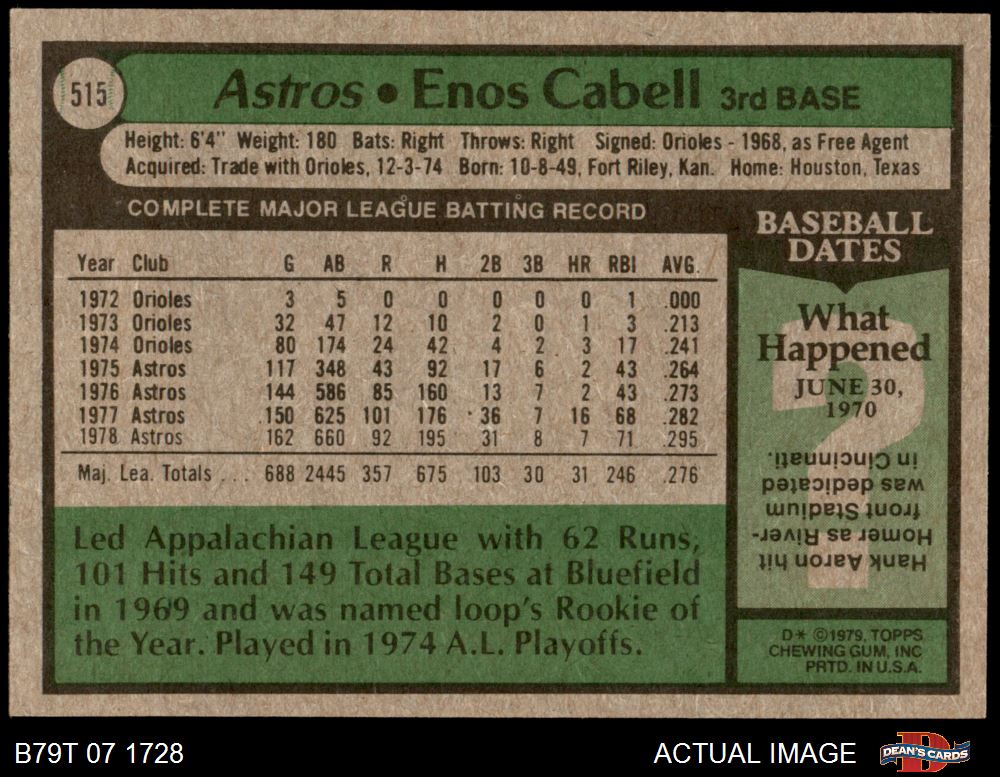 515
Astros • Enos Cabell 3rd BASE
Height: 6'4" Weight: 180 Bats: Right Throws: Right Signed: Orioles - 1968, as Free Agent
Acquired: Trade with Orioles, 12-3-74 Born: 10-8-49, Fort Riley, Kan. Home: Houston, Texas
COMPLETE MAJOR LEAGUE BATTING RECORD
Year Club G AB R H 2B 3B HR RBI AVG.
1972 Orioles 3 5 0 0 0 0 0 1 .000
1973 Orioles 32 47 12 10 2 0 1 3 .213
1974 Orioles 80 174 24 42 4 2 3 17 .241
1975 Astros 117 348 43 92 17 6 2 43 .264
1976 Astros 144 586 85 160 13 7 2 43 .273
1977 Astros 150 625 101 176 36 7 16 68 .282
1978 Astros 162 660 92 195 31 8 7 71 .295
Maj. Lea. Totals ... 688 2445 357 675 103 30 31 246 .276
Led Appalachian League with 62 Runs,
101 Hits and 149 Total Bases at Bluefield
in 1969 and was named loop's Rookie of
the Year. Played in 1974 A.L. Playoffs.
BASEBALL
DATES
What
Happened
JUNE 30,
1970
?
Hank Aaron hit
Homer as River-
front Stadium
was dedicated
in Cincinnati.
D* ©1979, TOPPS
CHEWING GUM, INC
PRTD. IN U.S.A.
B79T 07 1728
ACTUAL IMAGE
D
DEAN'S CARDS